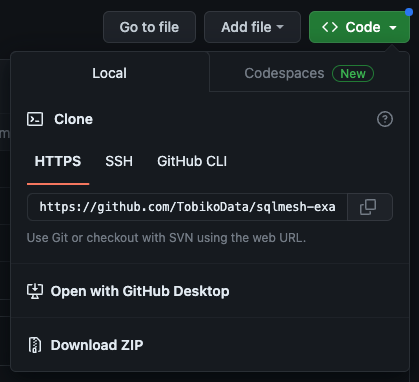 Go to file Add file Code
Local Codespaces New
Clone
HTTPS SSH GitHub CLI
https://github.com/TobikoData/sqlmesh-exa
Use Git or checkout with SVN using the web URL.
Open with GitHub Desktop
Download ZIP